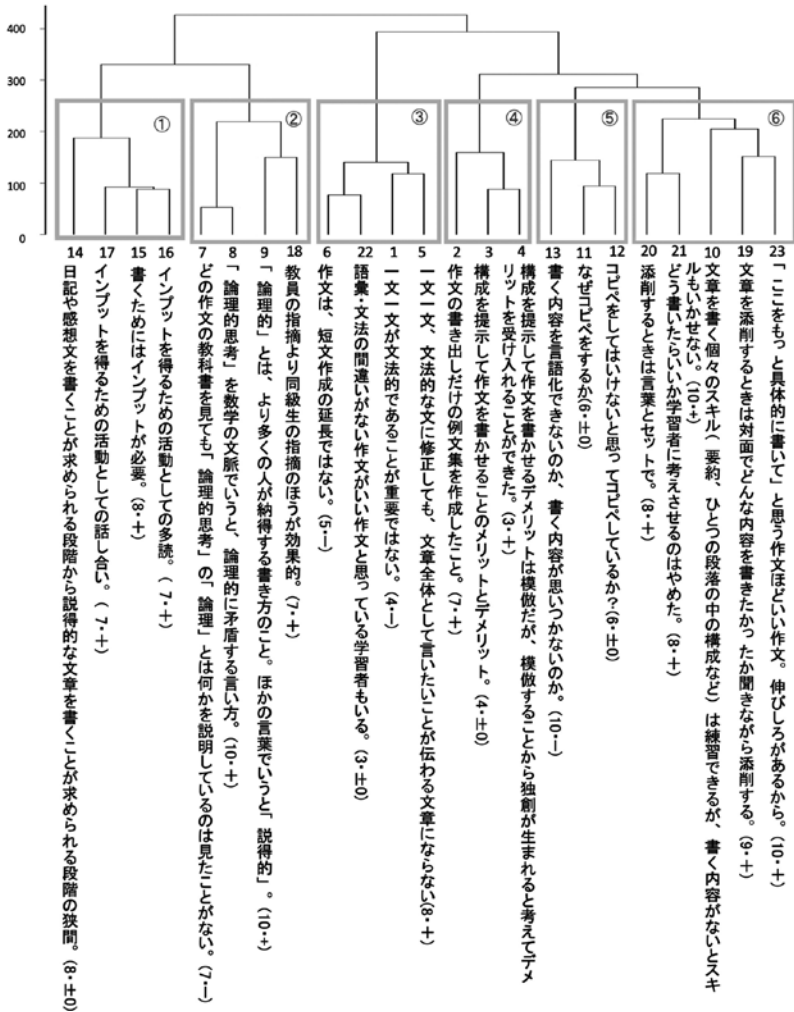 400
300
200
100
0
①
②
③
④
⑤
⑥
14 17 15 16 7 8 9 18 6 22 1 5 2 3 4 13 11 12 20 21 10 19 23
「ここをもっと具体的に書いて」と思う作文ほどいい作文。伸びしろがあるから。(10・+)
文章を添削するときは対面でどんな内容を書きたかったか聞きながら添削する。(9・+)
文章を書く個々のスキル(要約、ひとつの段落の中の構成など)は練習できるが、書く内容がないとスキ
ルもいかせない。(10・+)
どう書いたらいいか学習者に考えさせるのはやめた。(8・+)
添削するときは言葉とセットで。(8・+)
コピペをしてはいけないと思ってコピペしているか?(6・±0)
なぜコピペをするか(6・±0)
書く内容を言語化できないのか、書く内容が思いつかないのか。(10・ー)
構成を提示して作文を書かせるデメリットは模倣だが、模倣することから独創が生まれると考えてデメ
リットを受け入れることができた。(3・+)
構成を提示して作文を書かせることのメリットとデメリット。(4・±0)
作文の書き出しだけの例文集を作成したこと。(7・+)
一文一文、文法的な文に修正しても、文章全体として言いたいことが伝わる文章にならない(8・+)
一文一文が文法的であることが重要ではない。(4・ー)
語彙・文法の間違いがない作文がいい作文と思っている学習者もいる。(3・±0)
作文は、短文作成の延長ではない。(5・ー)
教員の指摘より同級生の指摘のほうが効果的。(7・+)
「論理的」とは、より多くの人が納得する書き方のこと。ほかの言葉でいうと「説得的」。(10・+)
「論理的思考」を数学の文脈でいうと、論理的に矛盾する言い方。(10・+)
どの作文の教科書を見ても「論理的思考」の「論理」とは何かを説明しているのは見たことがない。(7・ー)
インプットを得るための活動としての多読。(7・+)
書くためにはインプットが必要。(8・+)
インプットを得るための活動としての話し合い。(7・+)
日記や感想文を書くことが求められる段階から説得的な文章を書くことが求められる段階の狭間。(8・±0)